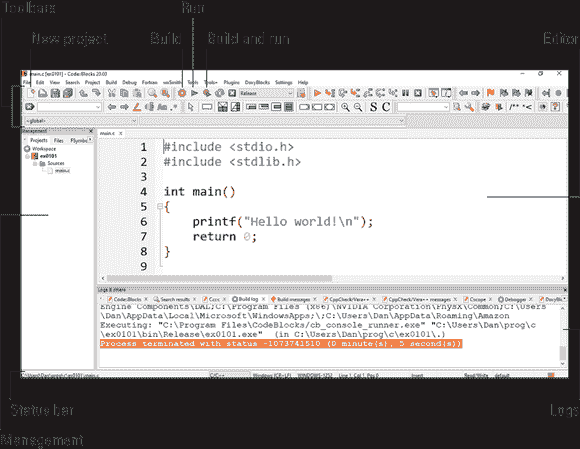 Toolbars
Run
New project
Build
Build and run
Editor
main.c [ex0101] - Code::Blocks 20.03
File Edit View Search Project Build Debug Fortran wxSmith Tools Tools+ Plugins DoxyBlocks Settings Help
Release
S C
/** *<
<global>
Management
Projects Files FSymbols
Workspace
ex0101
Sources
main.c
main.c X
1 #include <stdio.h>
2 #include <stdlib.h>
3
4 int main()
5 {
6 printf("Hello world!\n");
7 return 0;
8 }
9
Logs & others
Code::Blocks Search results Cccc Build log Build messages CppCheck/Vera++ CppCheck/Vera++ messages Cscope Debugger DoxyBlocks
Engine Components\DAL;C:\Program Files (x86)\NVIDIA Corporation\PhysX\Common;C:\Users
\Dan\AppData\Local\Microsoft\WindowsApps;\;C:\Users\Dan\AppData\Roaming\Amazon
Executing: "C:\Program Files\CodeBlocks/cb_console_runner.exe" "C:\Users\Dan\prog\c
\ex0101\bin\Release\ex0101.exe" (in C:\Users\Dan\prog\c\ex0101\.)
Process terminated with status -1073741510 (0 minute(s), 5 second(s))
C:\Users\Dan\prog\c\ex0101\main.c C/C++ Windows (CR+LF) WINDOWS-1252 Line 1, Col 1, Pos 0 Insert Read/Write default
Status bar
Logs
Management